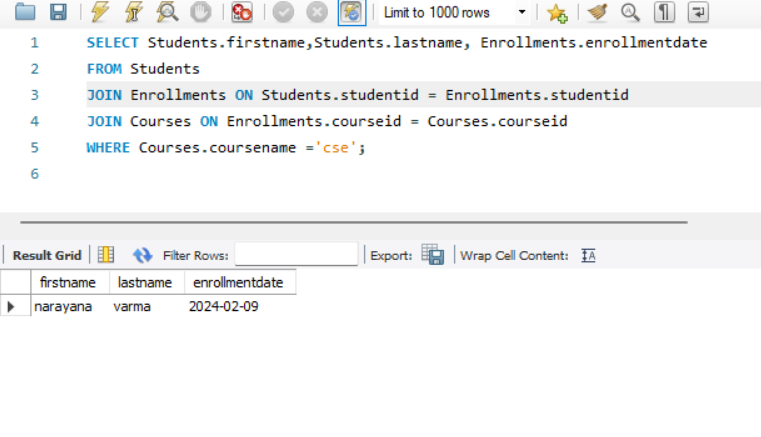 Limit to 1000 rows
1 SELECT Students.firstname,Students.lastname, Enrollments.enrollmentdate
2 FROM Students
3 JOIN Enrollments ON Students.studentid = Enrollments.studentid
4 JOIN Courses ON Enrollments.courseid = Courses.courseid
5 WHERE Courses.coursename ='cse';
6
Result Grid Filter Rows: Export: Wrap Cell Content: IA
firstname lastname enrollmentdate
narayana varma 2024-02-09